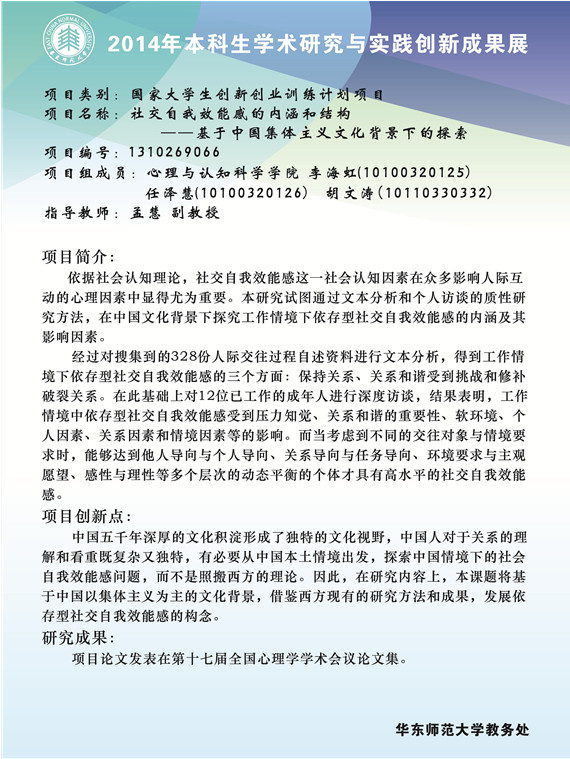 EAST CHINA NORMAL UNIVERSITY
2014年本科生学术研究与实践创新成果展
项目类别：国家大学生创新创业训练计划项目
项目名称：社交自我效能感的内涵和结构
——基于中国集体主义文化背景下的探索
项目编号：1310269066
项目组成员：心理与认知科学学院 李海虹(10100320125)
任泽慧(10100320126) 胡文涛(10110330332)
指导教师：孟慧 副教授
项目简介：
依据社会认知理论，社交自我效能感这一社会认知因素在众多影响人际互
动的心理因素中显得尤为重要。本研究试图通过文本分析和个人访谈的质性研
究方法，在中国文化背景下探究工作情境下依存型社交自我效能感的内涵及其
影响因素。
经过对搜集到的328份人际交往过程自述资料进行文本分析，得到工作情
境下依存型社交自我效能感的三个方面：保持关系、关系和谐受到挑战和修补
破裂关系。在此基础上对12位已工作的成年人进行深度访谈，结果表明，工作
情境中依存型社交自我效能感受到压力知觉、关系和谐的重要性、软环境、个
人因素、关系因素和情境因素等的影响。而当考虑到不同的交往对象与情境要
求时，能够达到他人导向与个人导向、关系导向与任务导向、环境要求与主观
愿望、感性与理性等多个层次的动态平衡的个体才具有高水平的社交自我效能
感。
项目创新点：
中国五千年深厚的文化积淀形成了独特的文化视野，中国人对于关系的理
解和看重既复杂又独特，有必要从中国本土情境出发，探索中国情境下的社会
自我效能感问题，而不是照搬西方的理论。因此，在研究内容上，本课题将基
于中国以集体主义为主的文化背景，借鉴西方现有的研究方法和成果，发展依
存型社交自我效能感的构念。
研究成果：
项目论文发表在第十七届全国心理学学术会议论文集。
华东师范大学教务处